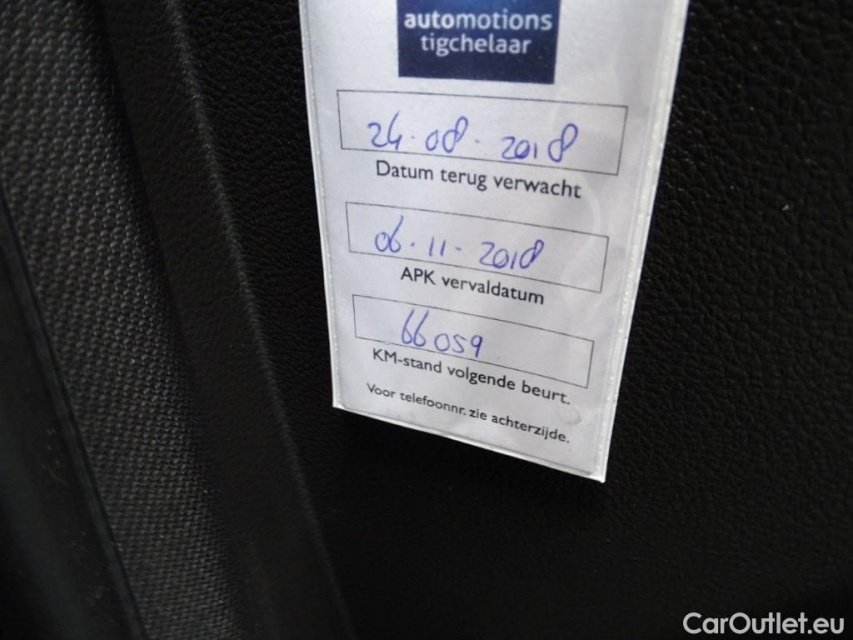 automotions
tigchelaar
24·08·2018
Datum terug verwacht
06·11·2018
APK vervaldatum
66059
KM-stand volgende beurt.
Voor telefoonnr. zie achterzijde.
CarOutlet.eu